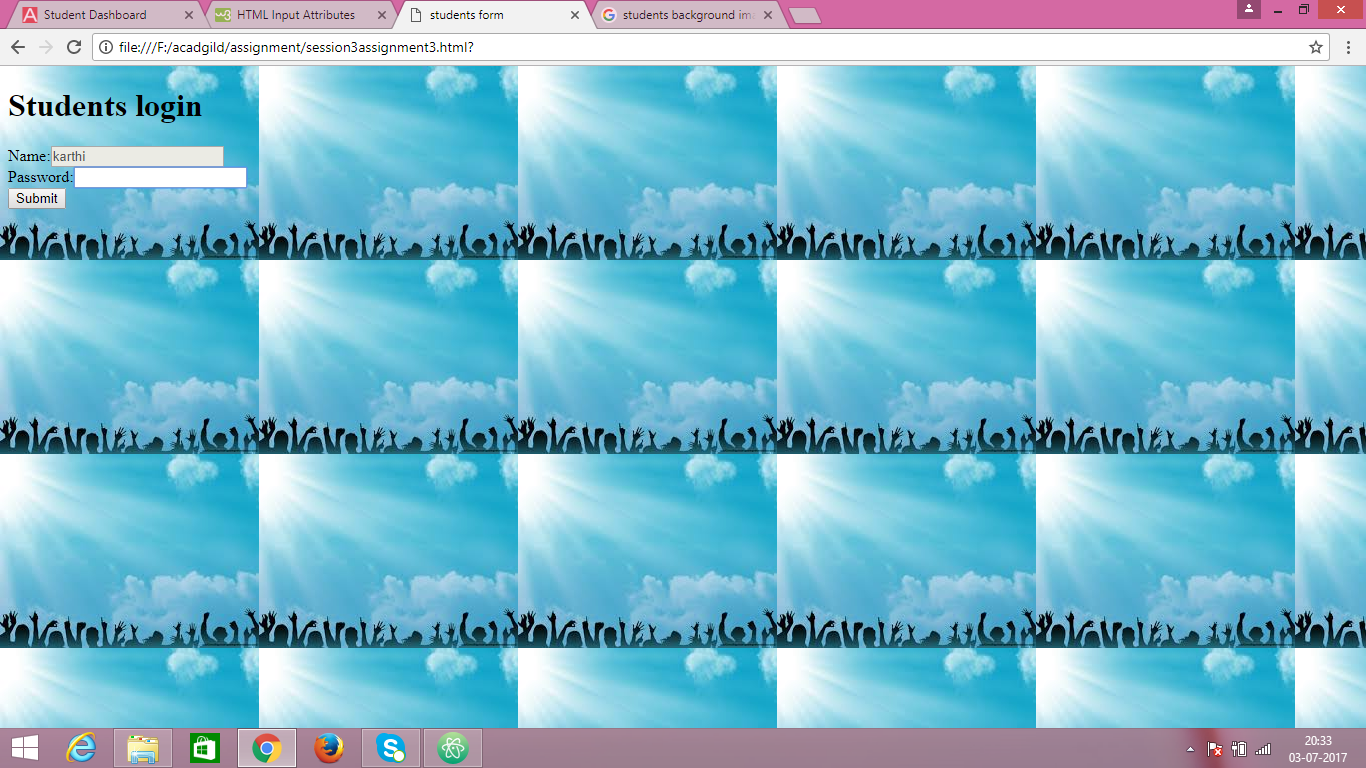 Student Dashboard
HTML Input Attributes
students form
students background im
file:///F:/acadgild/assignment/session3assignment3.html?
Students login
Name: karthi
Password:
Submit
20:33
03-07-2017